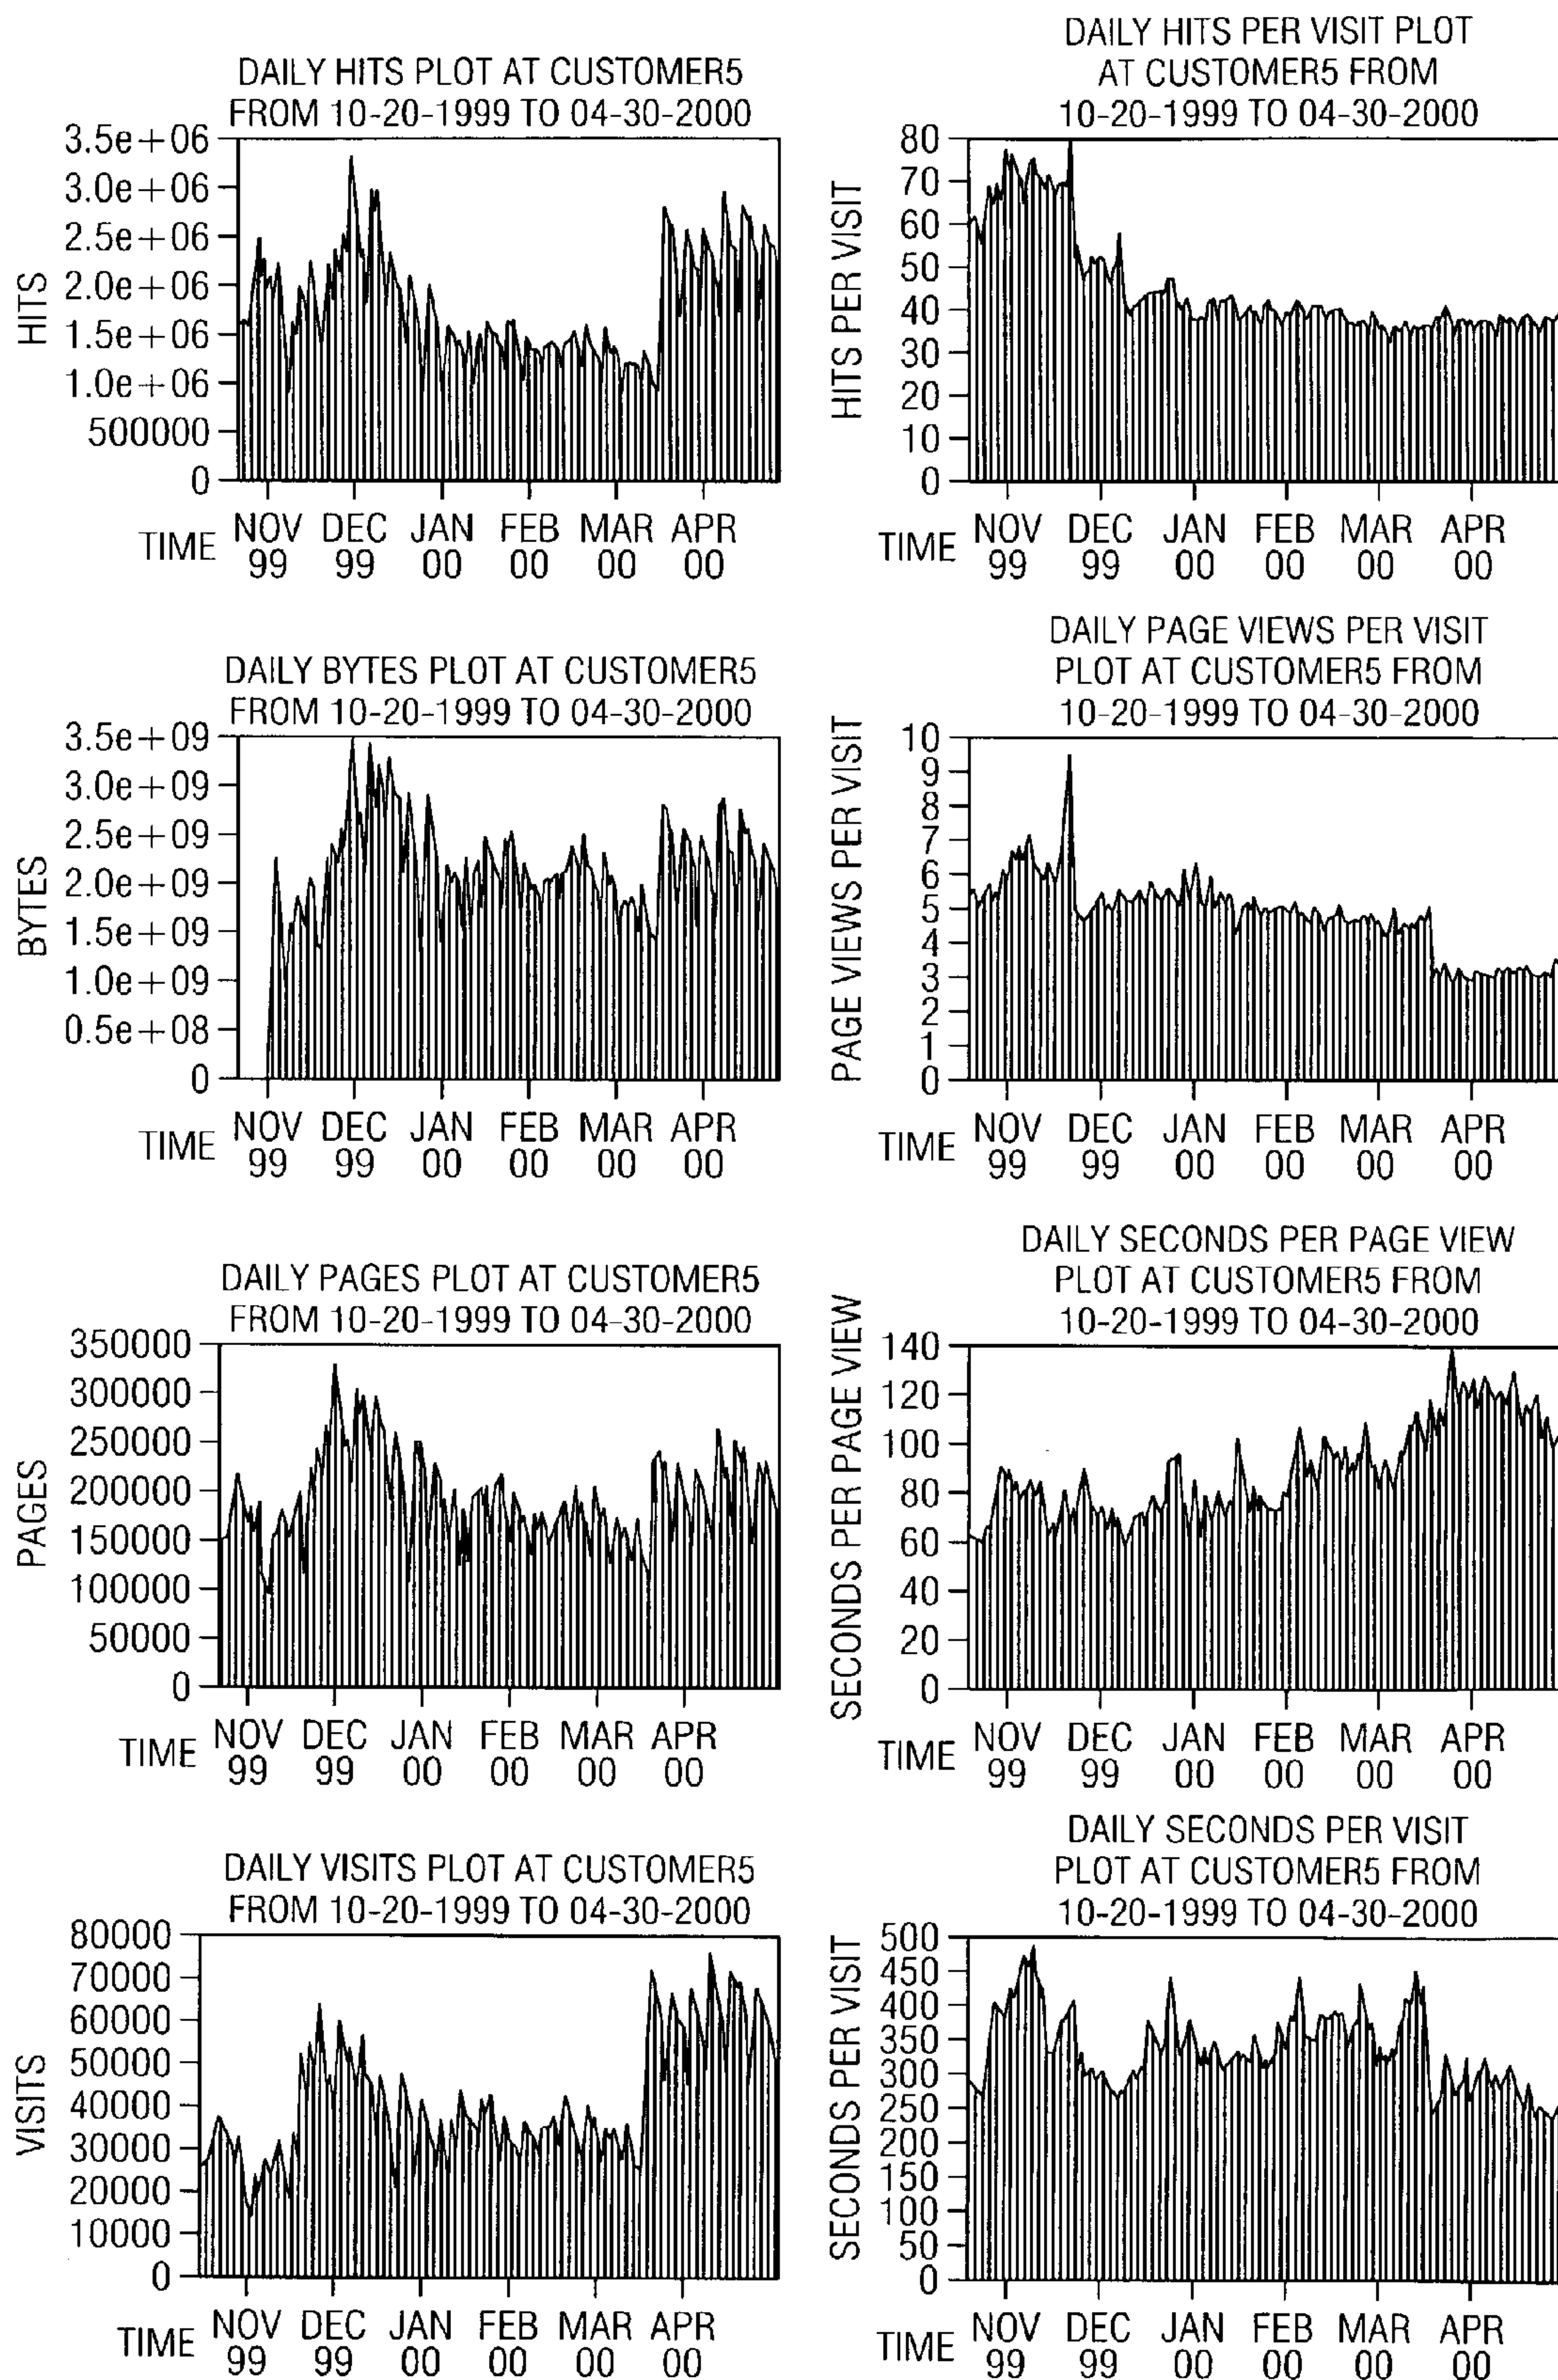 DAILY HITS PLOT AT CUSTOMER5
FROM 10-20-1999 TO 04-30-2000
HITS
3.5e+06
3.0e+06
2.5e+06
2.0e+06
1.5e+06
1.0e+06
500000
0
TIME
NOV DEC JAN FEB MAR APR
99 99 00 00 00 00
DAILY HITS PER VISIT PLOT
AT CUSTOMER5 FROM
10-20-1999 TO 04-30-2000
HITS PER VISIT
80
70
60
50
40
30
20
10
0
TIME
NOV DEC JAN FEB MAR APR
99 99 00 00 00 00
DAILY BYTES PLOT AT CUSTOMER5
FROM 10-20-1999 TO 04-30-2000
BYTES
3.5e+09
3.0e+09
2.5e+09
2.0e+09
1.5e+09
1.0e+09
0.5e+08
0
TIME
NOV DEC JAN FEB MAR APR
99 99 00 00 00 00
DAILY PAGE VIEWS PER VISIT
PLOT AT CUSTOMER5 FROM
10-20-1999 TO 04-30-2000
PAGE VIEWS PER VISIT
10
9
8
7
6
5
4
3
2
1
0
TIME
NOV DEC JAN FEB MAR APR
99 99 00 00 00 00
DAILY PAGES PLOT AT CUSTOMER5
FROM 10-20-1999 TO 04-30-2000
PAGES
350000
300000
250000
200000
150000
100000
50000
0
TIME
NOV DEC JAN FEB MAR APR
99 99 00 00 00 00
DAILY SECONDS PER PAGE VIEW
PLOT AT CUSTOMER5 FROM
10-20-1999 TO 04-30-2000
SECONDS PER PAGE VIEW
140
120
100
80
60
40
20
0
TIME
NOV DEC JAN FEB MAR APR
99 99 00 00 00 00
DAILY VISITS PLOT AT CUSTOMER5
FROM 10-20-1999 TO 04-30-2000
VISITS
80000
70000
60000
50000
40000
30000
20000
10000
0
TIME
NOV DEC JAN FEB MAR APR
99 99 00 00 00 00
DAILY SECONDS PER VISIT
PLOT AT CUSTOMER5 FROM
10-20-1999 TO 04-30-2000
SECONDS PER VISIT
500
450
400
350
300
250
200
150
100
50
0
TIME
NOV DEC JAN FEB MAR APR
99 99 00 00 00 00